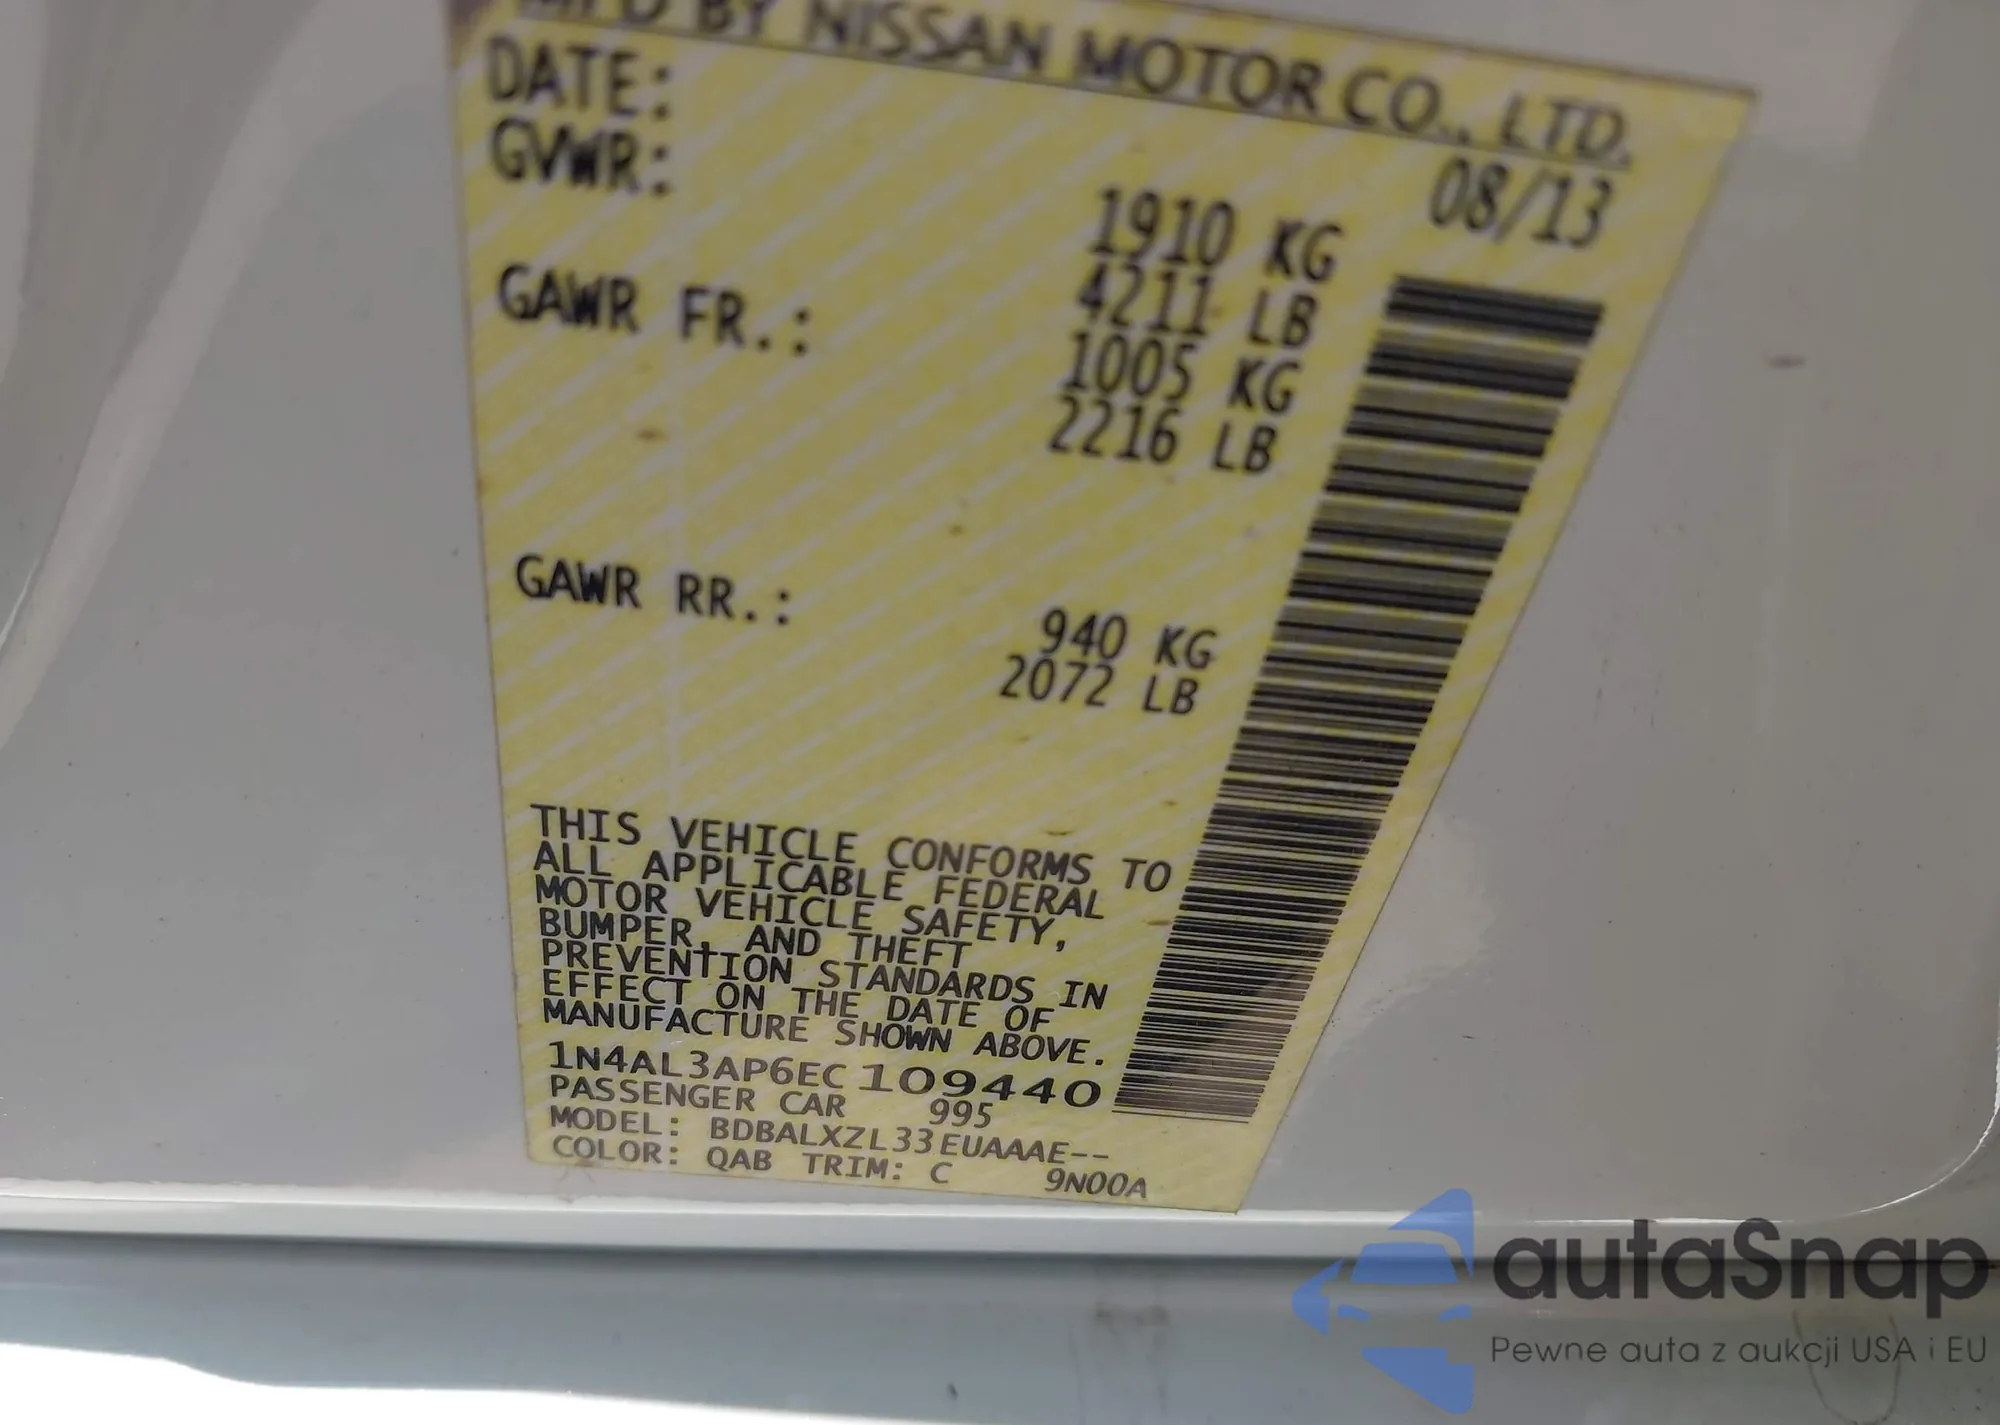 MFD BY NISSAN MOTOR CO., LTD.
DATE: 08/13
GVWR: 1910 KG
4211 LB
GAWR FR.: 1005 KG
2216 LB
GAWR RR.: 940 KG
2072 LB
THIS VEHICLE CONFORMS TO
ALL APPLICABLE FEDERAL
MOTOR VEHICLE SAFETY,
BUMPER, AND THEFT
PREVENTION STANDARDS IN
EFFECT ON THE DATE OF
MANUFACTURE SHOWN ABOVE.
1N4AL3AP6EC109440
PASSENGER CAR 995
MODEL: BDBALXZL33EUAAAE--
COLOR: QAB TRIM: C 9N00A
autaSnap
Pewne auta z aukcji USA i EU